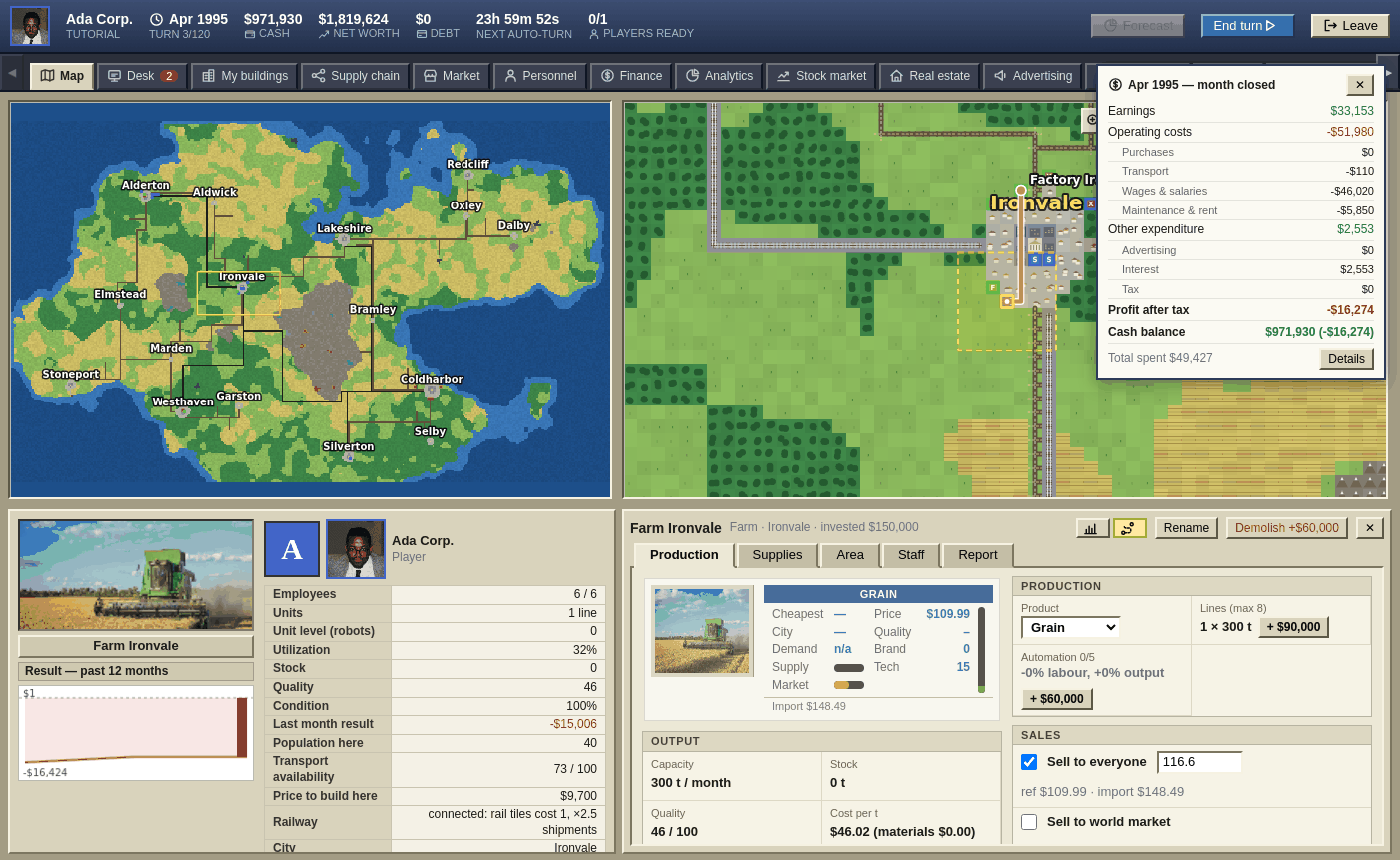 Ada Corp.
TUTORIAL
Apr 1995
TURN 3/120
$971,930
CASH
$1,819,624
NET WORTH
$0
DEBT
23h 59m 52s
NEXT AUTO-TURN
0/1
PLAYERS READY
Forecast
End turn
Leave
Map
Desk 2
My buildings
Supply chain
Market
Personnel
Finance
Analytics
Stock market
Real estate
Advertising
Redcliff
Alderton
Aldwick
Oxley
Lakeshire
Dalby
Ironvale
Elmstead
Bramley
Marden
Stoneport
Coldharbor
Westhaven
Garston
Selby
Silverton
Factory Ir
Ironvale
F
S S
Apr 1995 — month closed
Earnings $33,153
Operating costs -$51,980
Purchases $0
Transport -$110
Wages & salaries -$46,020
Maintenance & rent -$5,850
Other expenditure $2,553
Advertising $0
Interest $2,553
Tax $0
Profit after tax -$16,274
Cash balance $971,930 (-$16,274)
Total spent $49,427
Details
Farm Ironvale
Result — past 12 months
$1
-$16,424
A
Ada Corp.
Player
Employees 6 / 6
Units 1 line
Unit level (robots) 0
Utilization 32%
Stock 0
Quality 46
Condition 100%
Last month result -$15,006
Population here 40
Transport availability 73 / 100
Price to build here $9,700
Railway connected: rail tiles cost 1, ×2.5 shipments
City Ironvale
Farm Ironvale
Farm · Ironvale · invested $150,000
Rename
Demolish +$60,000
Production
Supplies
Area
Staff
Report
GRAIN
Cheapest — Price $109.99
City — Quality –
Demand n/a Brand 0
Supply Tech 15
Market
Import $148.49
OUTPUT
Capacity
300 t / month
Stock
0 t
Quality
46 / 100
Cost per t
$46.02 (materials $0.00)
PRODUCTION
Product
Grain
Lines (max 8)
1 × 300 t + $90,000
Automation 0/5
-0% labour, +0% output
+ $60,000
SALES
Sell to everyone 116.6
ref $109.99 · import $148.49
Sell to world market